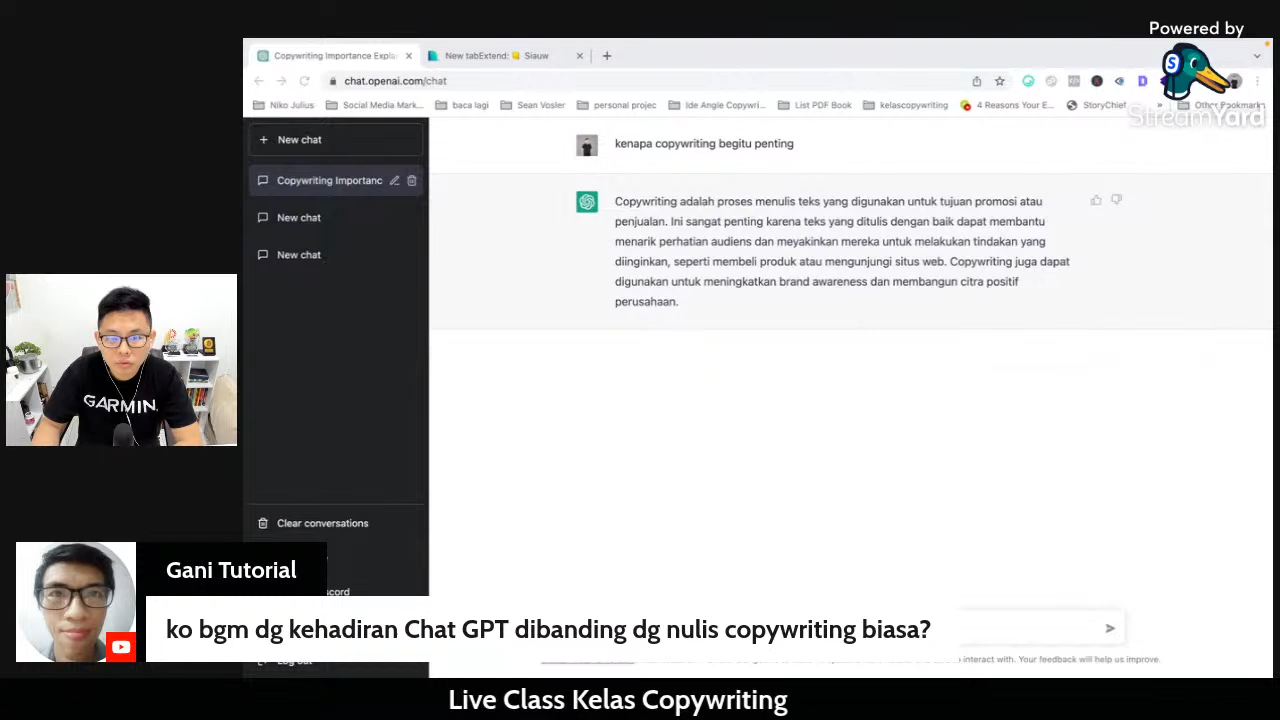 Powered by
StreamYard
Copywriting Importance Expla
New tabExtend: Siauw
chat.openai.com/chat
Niko Julius
Social Media Mark...
baca lagi
Sean Vosler
personal projec
Ide Angle Copywri...
List PDF Book
kelascopywriting
4 Reasons Your E...
StoryChief
Other Bookmarks
New chat
Copywriting Importanc
New chat
New chat
kenapa copywriting begitu penting
Copywriting adalah proses menulis teks yang digunakan untuk tujuan promosi atau
penjualan. Ini sangat penting karena teks yang ditulis dengan baik dapat membantu
menarik perhatian audiens dan meyakinkan mereka untuk melakukan tindakan yang
diinginkan, seperti membeli produk atau mengunjungi situs web. Copywriting juga dapat
digunakan untuk meningkatkan brand awareness dan membangun citra positif
perusahaan.
GARMIN
Clear conversations
Gani Tutorial
ko bgm dg kehadiran Chat GPT dibanding dg nulis copywriting biasa?
interact with. Your feedback will help us improve.
Live Class Kelas Copywriting